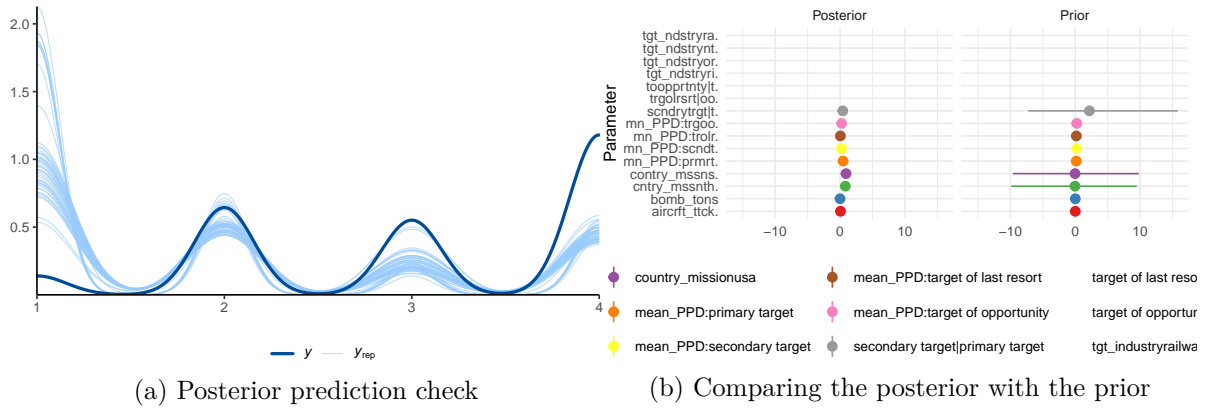 2.0
1.5
1.0
0.5
1 2 3 4
y yrep
(a) Posterior prediction check
Posterior Prior
Parameter
tgt_ndstryra.
tgt_ndstrynt.
tgt_ndstryor.
tgt_ndstryri.
toopprtnty|t.
trgolrsrt|oo.
scndrytrgt|t.
mn_PPD:trgoo.
mn_PPD:trolr.
mn_PPD:scndt.
mn_PPD:prmrt.
contry_mssns.
cntry_mssnth.
bomb_tons
aircrft_ttck.
−10 0 10 −10 0 10
country_missionusa mean_PPD:target of last resort target of last reso
mean_PPD:primary target mean_PPD:target of opportunity target of opportur
mean_PPD:secondary target secondary target|primary target tgt_industryrailwa
(b) Comparing the posterior with the prior